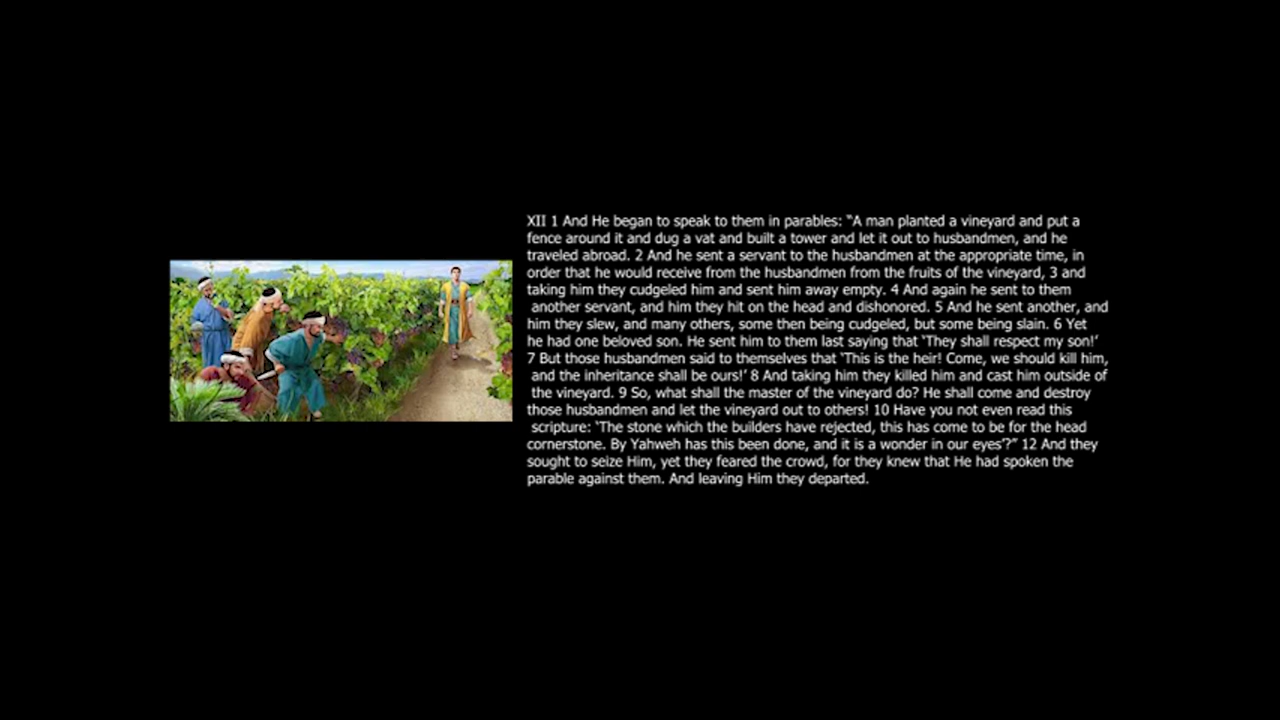 XII 1 And He began to speak to them in parables: “A man planted a vineyard and put a
fence around it and dug a vat and built a tower and let it out to husbandmen, and he
traveled abroad. 2 And he sent a servant to the husbandmen at the appropriate time, in
order that he would receive from the husbandmen from the fruits of the vineyard, 3 and
taking him they cudgeled him and sent him away empty. 4 And again he sent to them
another servant, and him they hit on the head and dishonored. 5 And he sent another, and
him they slew, and many others, some then being cudgeled, but some being slain. 6 Yet
he had one beloved son. He sent him to them last saying that ‘They shall respect my son!’
7 But those husbandmen said to themselves that ‘This is the heir! Come, we should kill him,
and the inheritance shall be ours!’ 8 And taking him they killed him and cast him outside of
the vineyard. 9 So, what shall the master of the vineyard do? He shall come and destroy
those husbandmen and let the vineyard out to others! 10 Have you not even read this
scripture: ‘The stone which the builders have rejected, this has come to be for the head
cornerstone. By Yahweh has this been done, and it is a wonder in our eyes’?” 12 And they
sought to seize Him, yet they feared the crowd, for they knew that He had spoken the
parable against them. And leaving Him they departed.